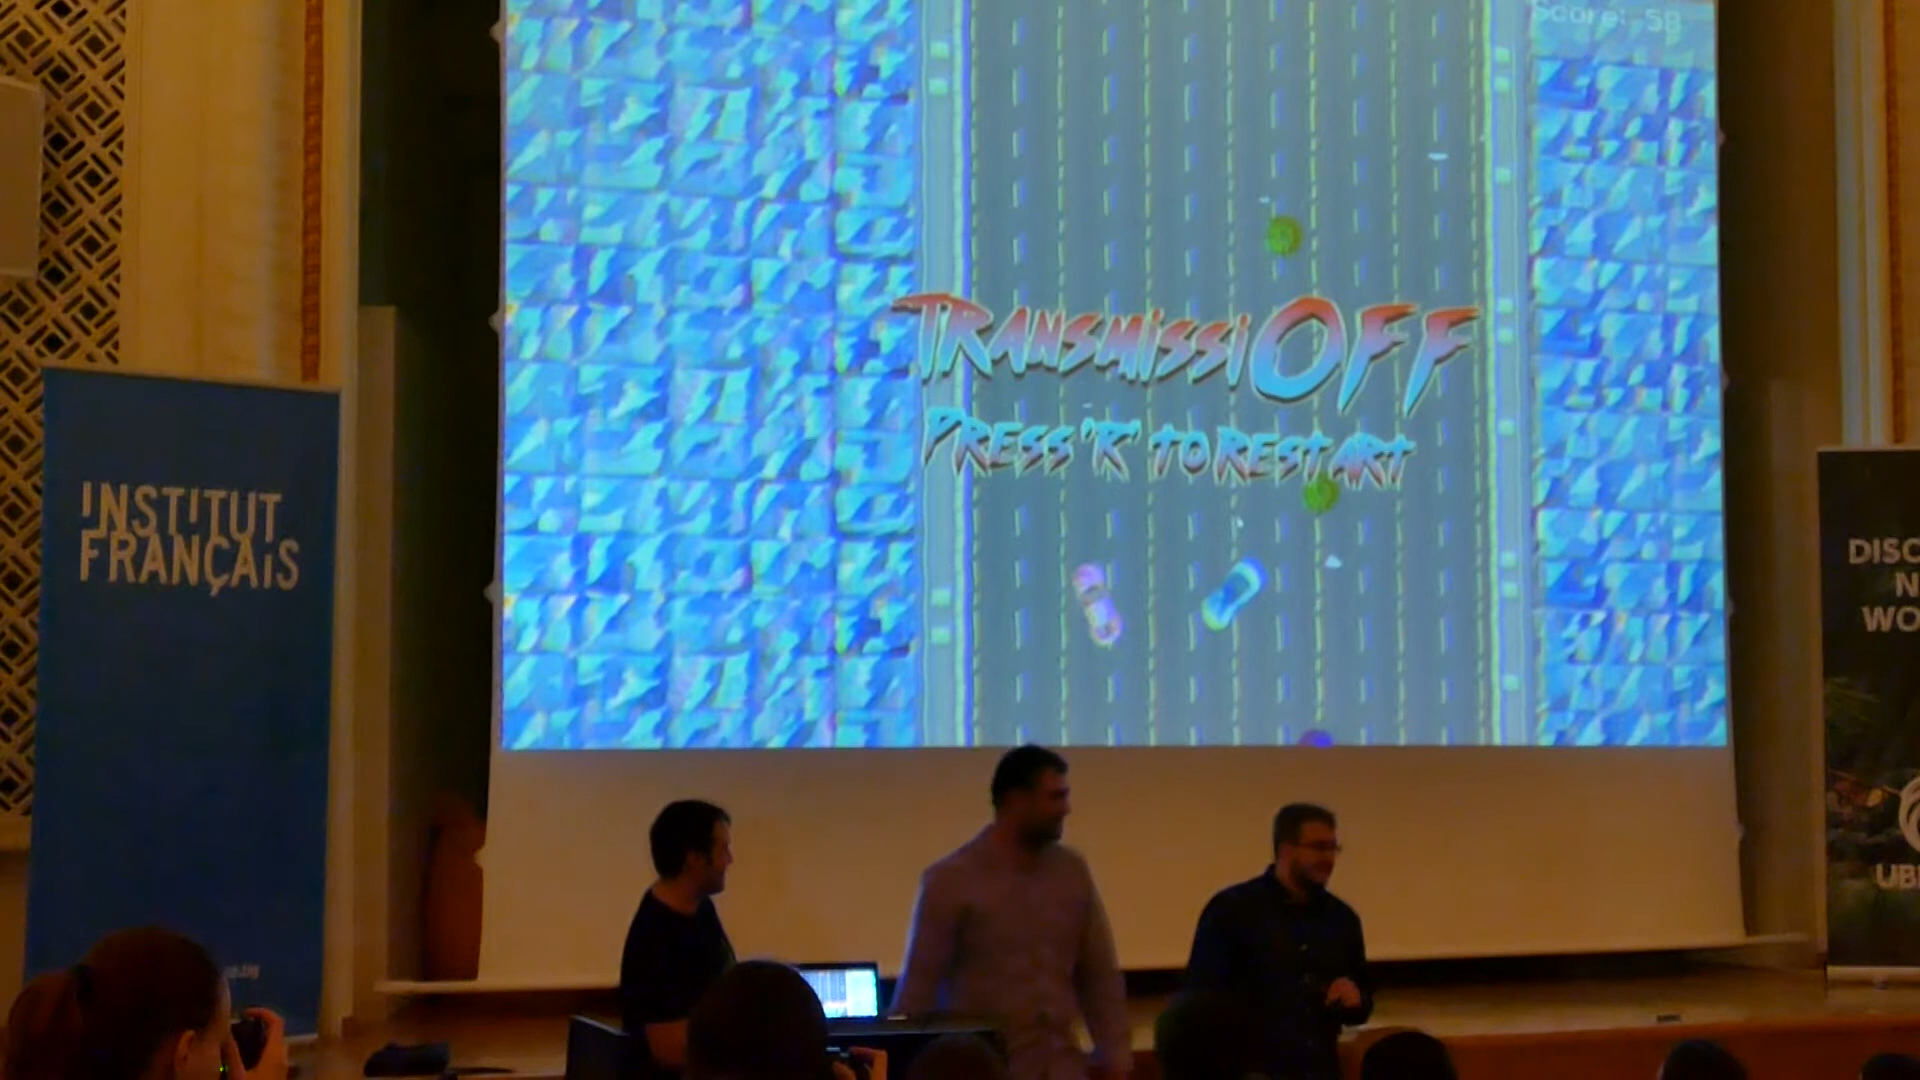 Score: 58
TRANSMISSIOFF
PRESS 'R' TO RESTART
INSTITUT
FRANÇAIS
DISC
N
WO
UBI